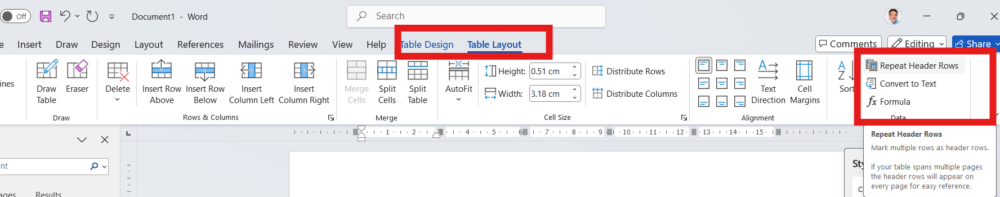 Off
Document1 - Word
Search
Insert Draw Design Layout References Mailings Review View Help Table Design Table Layout
Comments Editing Share
Draw Table
Eraser
Draw
Delete
Insert Row Above
Insert Row Below
Insert Column Left
Insert Column Right
Rows & Columns
Merge Cells
Split Cells
Split Table
Merge
AutoFit
Height: 0.51 cm
Width: 3.18 cm
Distribute Rows
Distribute Columns
Cell Size
Text Direction
Cell Margins
Alignment
A
Z
Sort
Repeat Header Rows
Convert to Text
fx Formula
Data
1 2 3 4 5 6 7 8 9 10 11 12 13 14 15
Repeat Header Rows
Mark multiple rows as header rows.
If your table spans multiple pages
the header rows will appear on
every page for easy reference.
Results